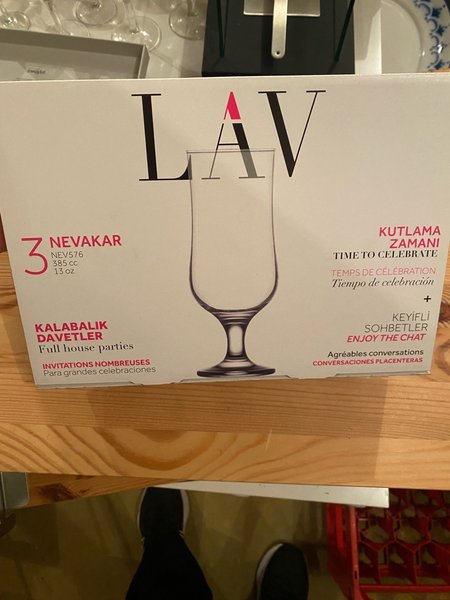 LAV
3 NEVAKAR
NEV576
385 cc
13 oz
KALABALIK
DAVETLER
Full house parties
INVITATIONS NOMBREUSES
Para grandes celebraciones
KUTLAMA
ZAMANI
TIME TO CELEBRATE
TEMPS DE CÉLÉBRATION
Tiempo de celebración
+
KEYİFLİ
SOHBETLER
ENJOY THE CHAT
Agréables conversations
CONVERSACIONES PLACENTERAS